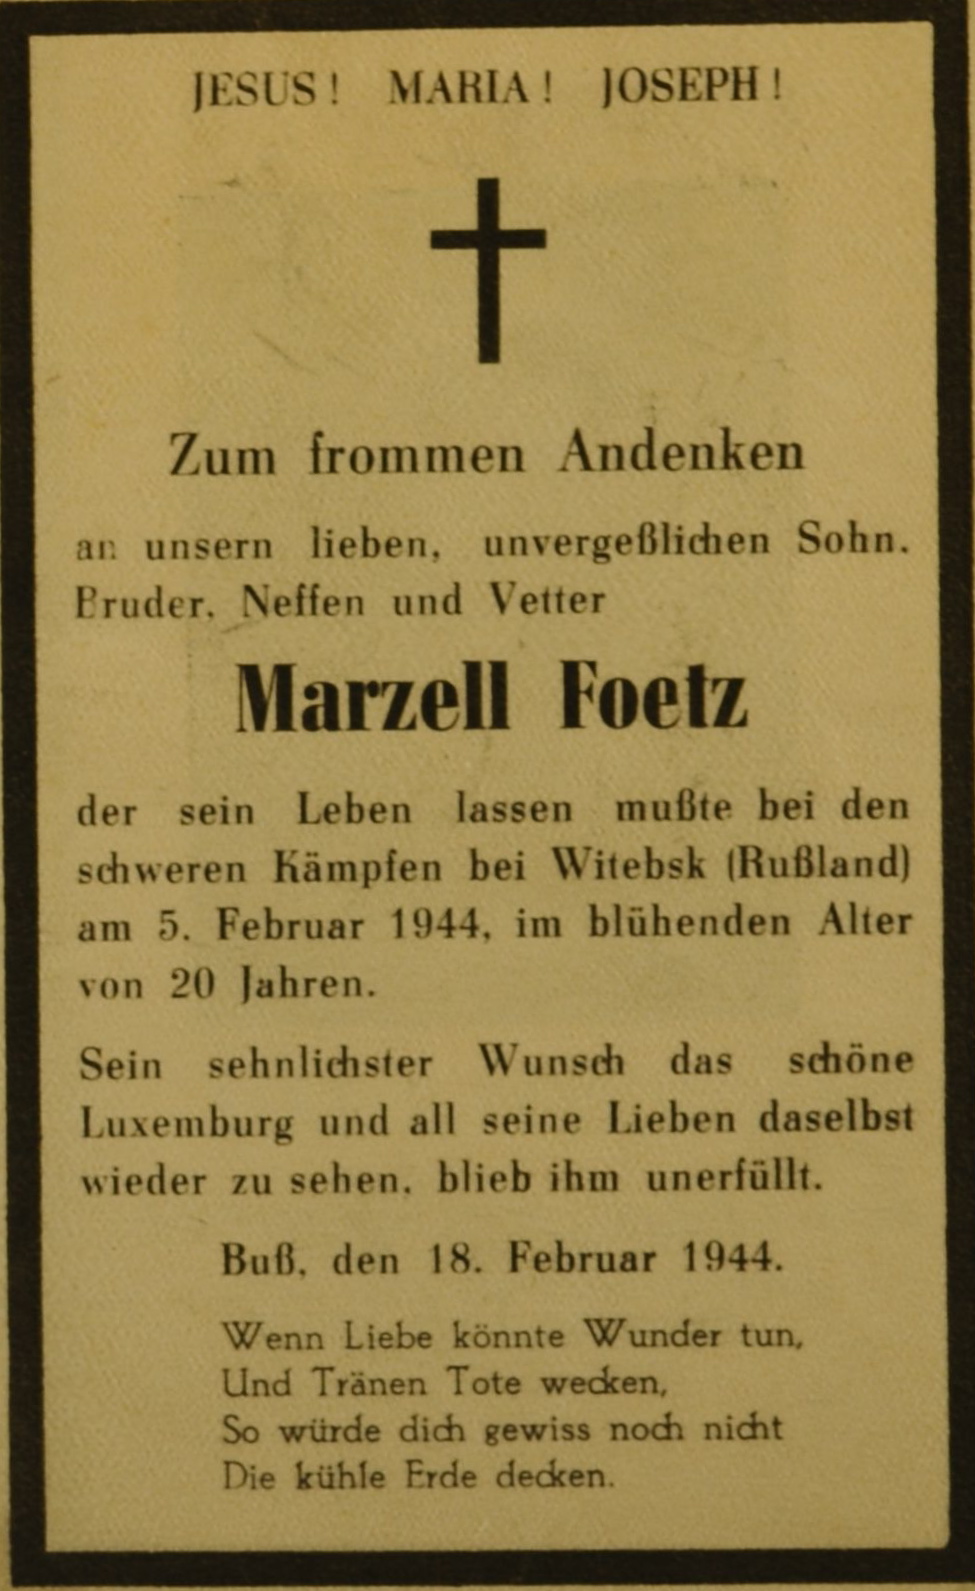 JESUS! MARIA! JOSEPH!
Zum frommen Andenken
an unsern lieben, unvergeßlichen Sohn,
Bruder, Neffen und Vetter
Marzell Foetz
der sein Leben lassen mußte bei den
schweren Kämpfen bei Witebsk (Rußland)
am 5. Februar 1944, im blühenden Alter
von 20 Jahren.
Sein sehnlichster Wunsch das schöne
Luxemburg und all seine Lieben daselbst
wieder zu sehen, blieb ihm unerfüllt.
Buß, den 18. Februar 1944.
Wenn Liebe könnte Wunder tun,
Und Tränen Tote wecken,
So würde dich gewiss noch nicht
Die kühle Erde decken.